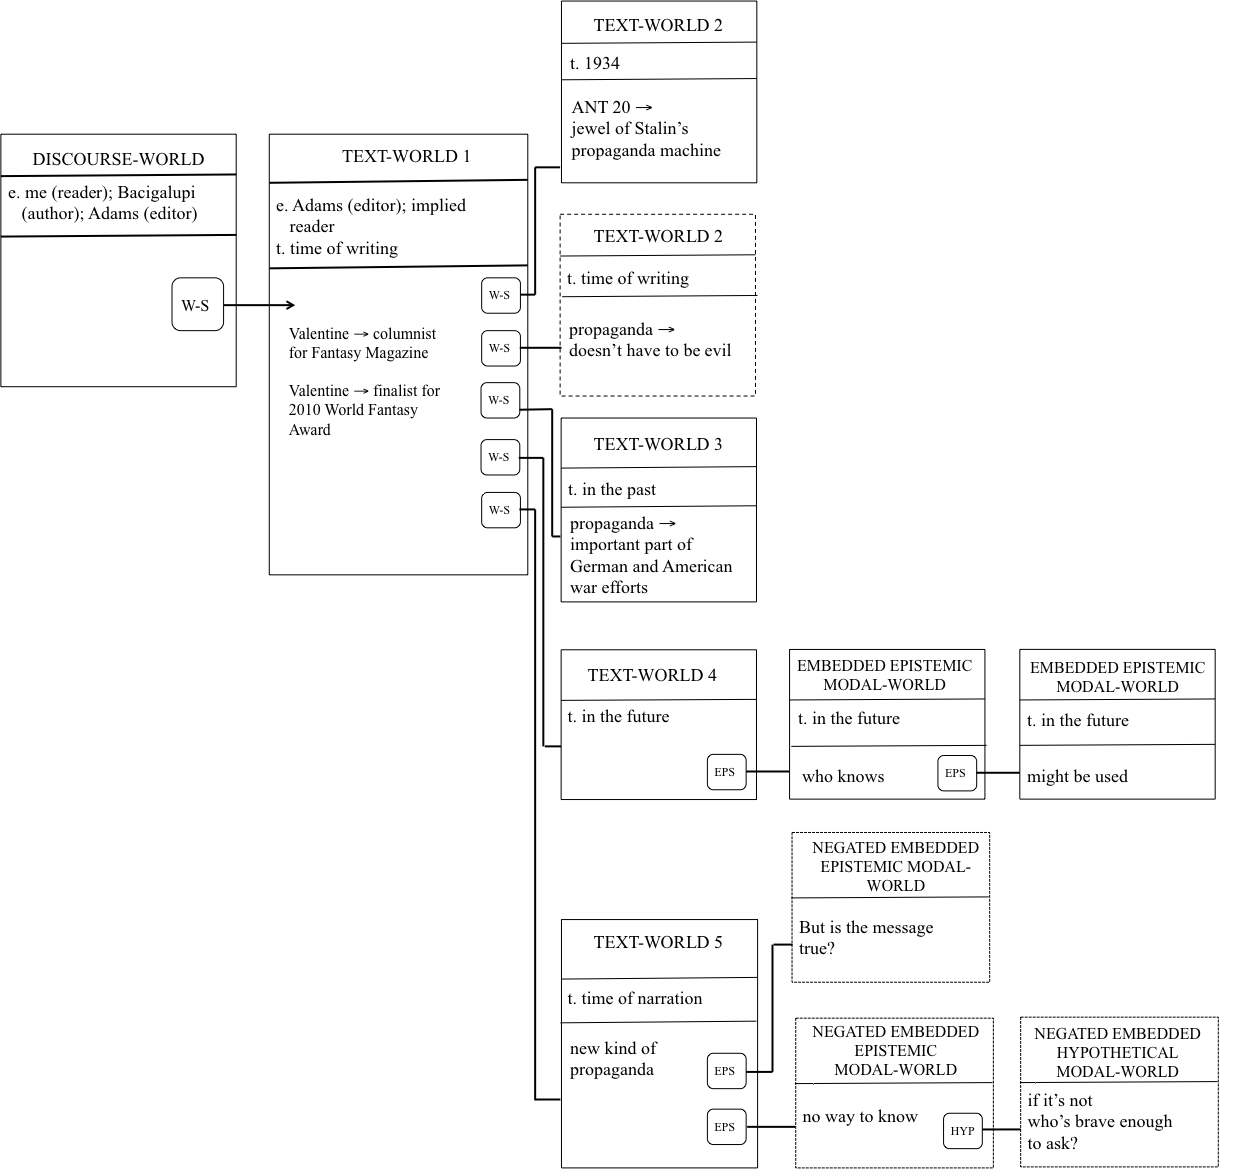 DISCOURSE-WORLD
e. me (reader); Bacigalupi
(author); Adams (editor)
W-S
TEXT-WORLD 1
e. Adams (editor); implied
reader
t. time of writing
Valentine → columnist
for Fantasy Magazine
Valentine → finalist for
2010 World Fantasy
Award
W-S
W-S
W-S
W-S
W-S
TEXT-WORLD 2
t. 1934
ANT 20 →
jewel of Stalin's
propaganda machine
TEXT-WORLD 2
t. time of writing
propaganda →
doesn't have to be evil
TEXT-WORLD 3
t. in the past
propaganda →
important part of
German and American
war efforts
TEXT-WORLD 4
t. in the future
EPS
EMBEDDED EPISTEMIC
MODAL-WORLD
t. in the future
who knows
EPS
EMBEDDED EPISTEMIC
MODAL-WORLD
t. in the future
might be used
TEXT-WORLD 5
t. time of narration
new kind of
propaganda
EPS
EPS
NEGATED EMBEDDED
EPISTEMIC MODAL-
WORLD
But is the message
true?
NEGATED EMBEDDED
EPISTEMIC
MODAL-WORLD
no way to know
HYP
NEGATED EMBEDDED
HYPOTHETICAL
MODAL-WORLD
if it's not
who's brave enough
to ask?